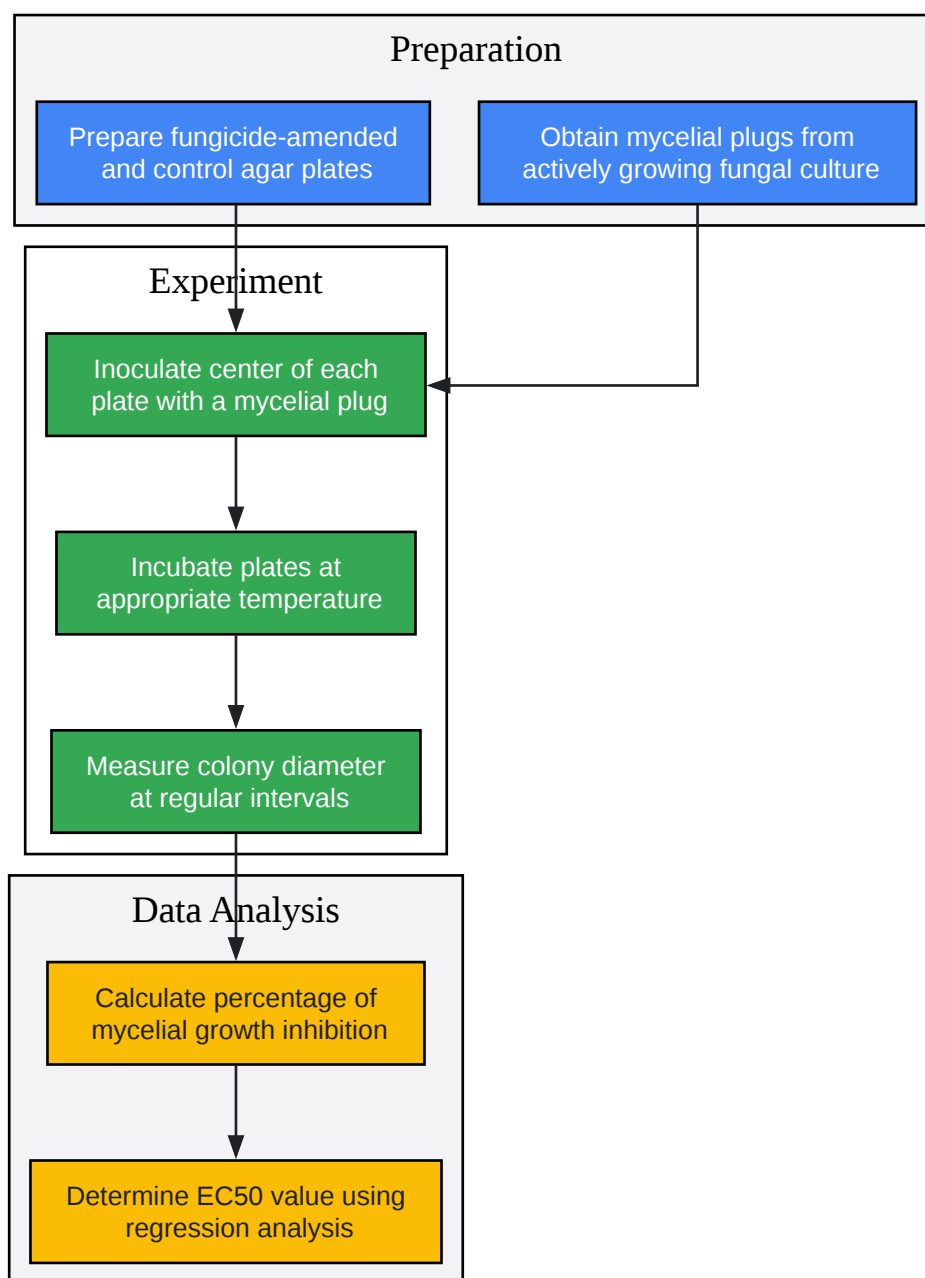 Preparation
Prepare fungicide-amended
and control agar plates
Obtain mycelial plugs from
actively growing fungal culture
Experiment
Inoculate center of each
plate with a mycelial plug
Incubate plates at
appropriate temperature
Measure colony diameter
at regular intervals
Data Analysis
Calculate percentage of
mycelial growth inhibition
Determine EC50 value using
regression analysis